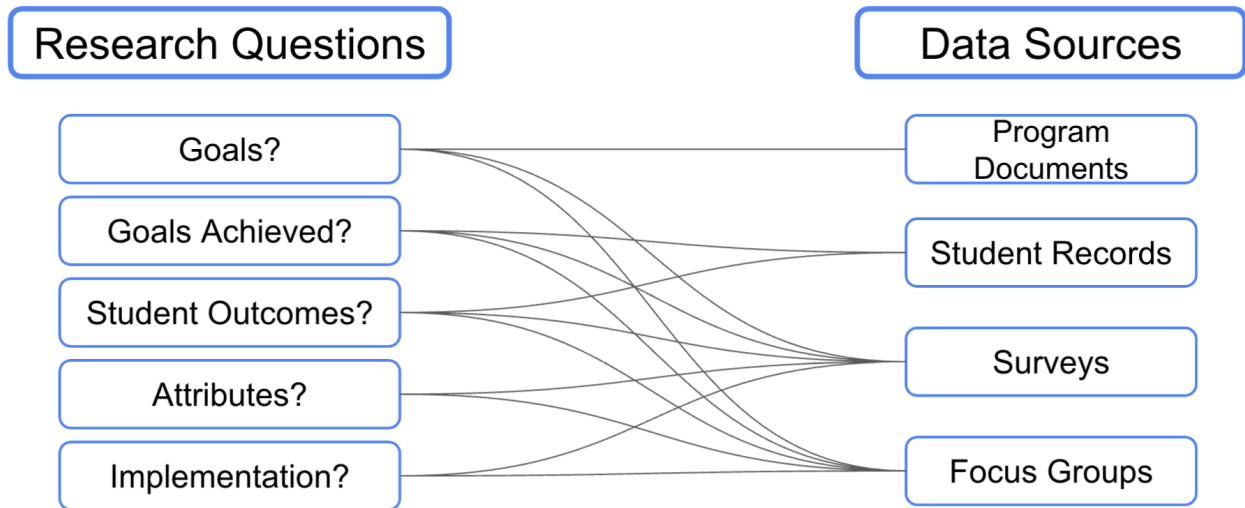 Research Questions
Data Sources
Goals?
Program
Documents
Goals Achieved?
Student Records
Student Outcomes?
Surveys
Attributes?
Focus Groups
Implementation?